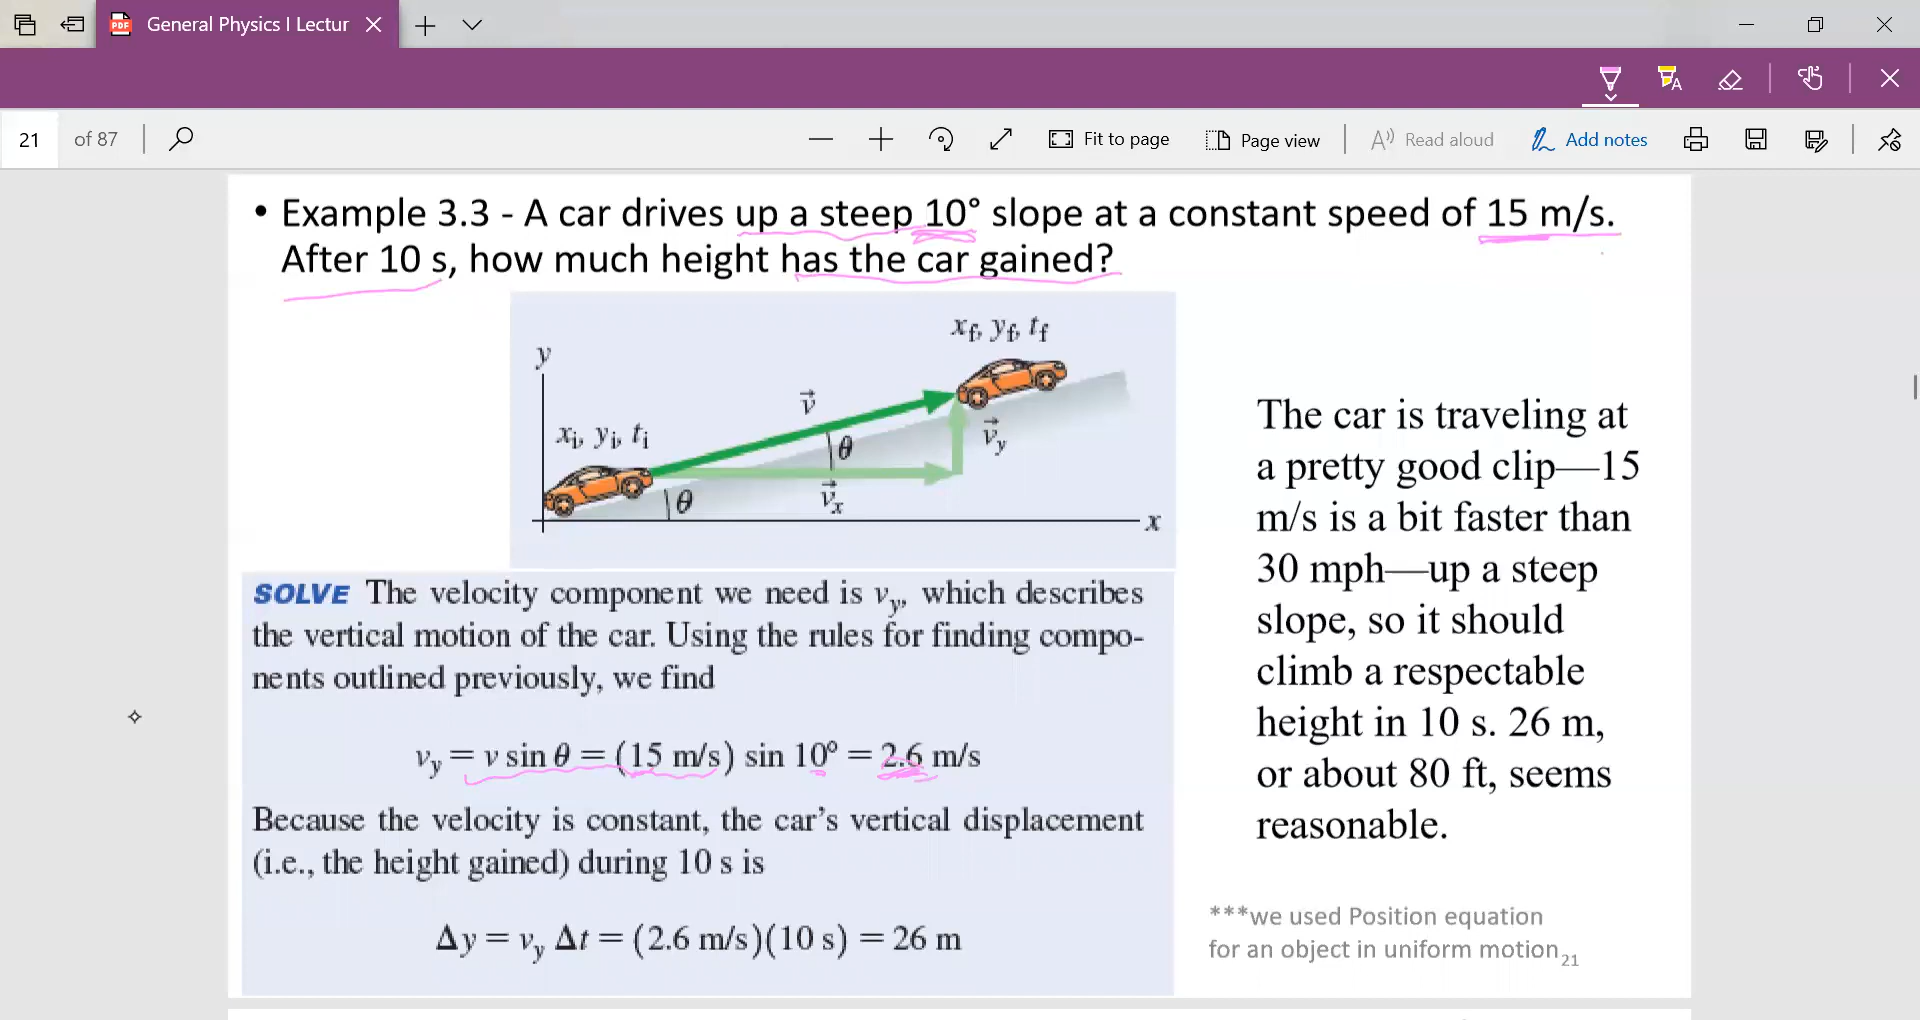 General Physics I Lectur
21 of 87 Fit to page Page view Read aloud Add notes
• Example 3.3 - A car drives up a steep 10° slope at a constant speed of 15 m/s.
After 10 s, how much height has the car gained?
xf, yf, tf
y
v⃗
xi, yi, ti
θ
v⃗y
θ
v⃗x
x
SOLVE The velocity component we need is vy, which describes
the vertical motion of the car. Using the rules for finding compo-
nents outlined previously, we find
vy = v sin θ = (15 m/s) sin 10° = 2.6 m/s
Because the velocity is constant, the car’s vertical displacement
(i.e., the height gained) during 10 s is
Δy = vy Δt = (2.6 m/s)(10 s) = 26 m
The car is traveling at
a pretty good clip—15
m/s is a bit faster than
30 mph—up a steep
slope, so it should
climb a respectable
height in 10 s. 26 m,
or about 80 ft, seems
reasonable.
***we used Position equation
for an object in uniform motion
21